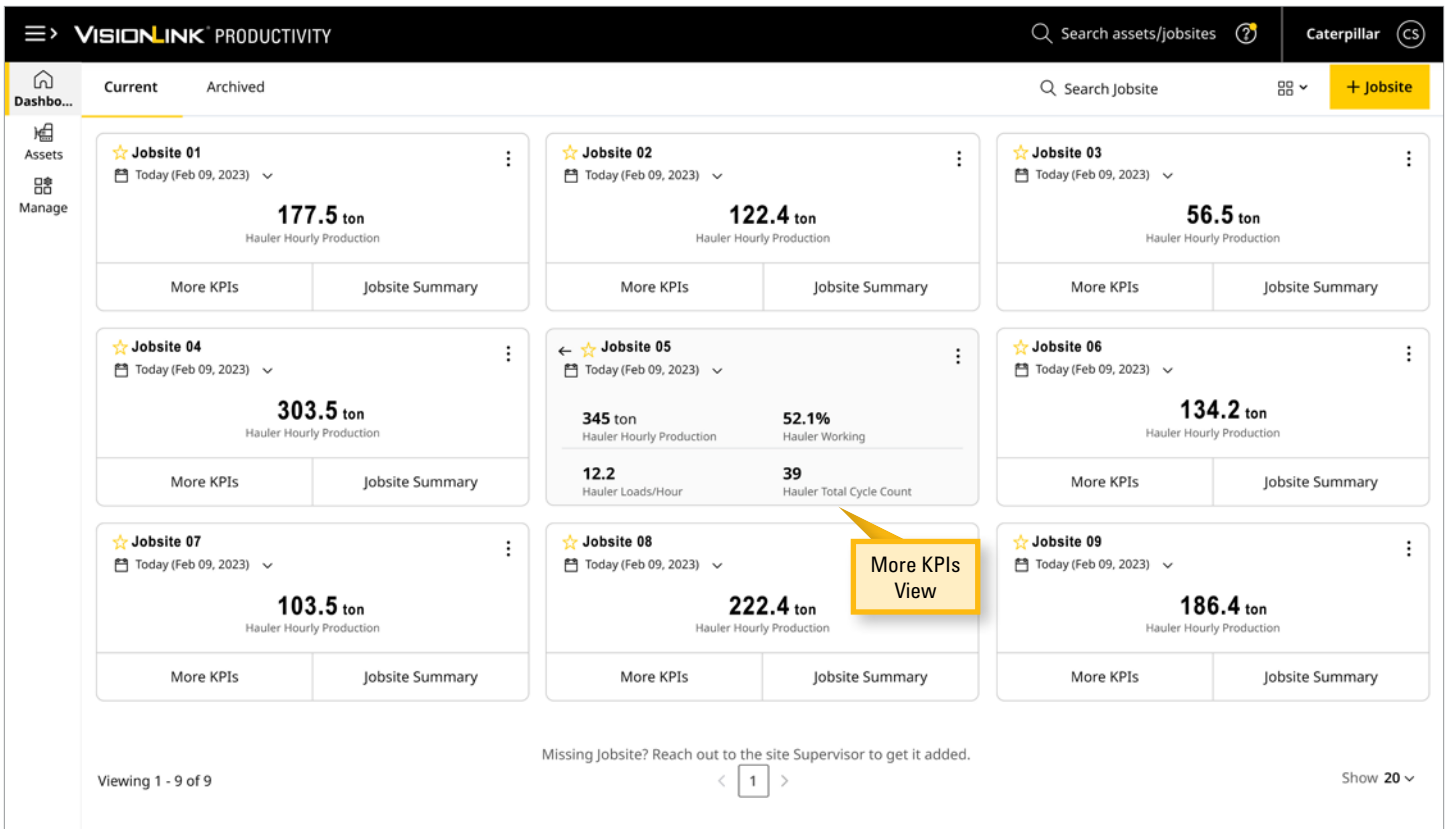 VISIONLINK PRODUCTIVITY
Search assets/jobsites
Caterpillar
CS
Dashbo...
Assets
Manage
Current
Archived
Search Jobsite
+ Jobsite
Jobsite 01
Today (Feb 09, 2023)
177.5 ton
Hauler Hourly Production
More KPIs
Jobsite Summary
Jobsite 02
Today (Feb 09, 2023)
122.4 ton
Hauler Hourly Production
More KPIs
Jobsite Summary
Jobsite 03
Today (Feb 09, 2023)
56.5 ton
Hauler Hourly Production
More KPIs
Jobsite Summary
Jobsite 04
Today (Feb 09, 2023)
303.5 ton
Hauler Hourly Production
More KPIs
Jobsite Summary
Jobsite 05
Today (Feb 09, 2023)
345 ton
Hauler Hourly Production
52.1%
Hauler Working
12.2
Hauler Loads/Hour
39
Hauler Total Cycle Count
Jobsite 06
Today (Feb 09, 2023)
134.2 ton
Hauler Hourly Production
More KPIs
Jobsite Summary
Jobsite 07
Today (Feb 09, 2023)
103.5 ton
Hauler Hourly Production
More KPIs
Jobsite Summary
Jobsite 08
Today (Feb 09, 2023)
222.4 ton
Hauler Hourly Production
More KPIs
Jobsite Summary
More KPIs
View
Jobsite 09
Today (Feb 09, 2023)
186.4 ton
Hauler Hourly Production
More KPIs
Jobsite Summary
Missing Jobsite? Reach out to the site Supervisor to get it added.
Viewing 1 - 9 of 9
1
Show 20